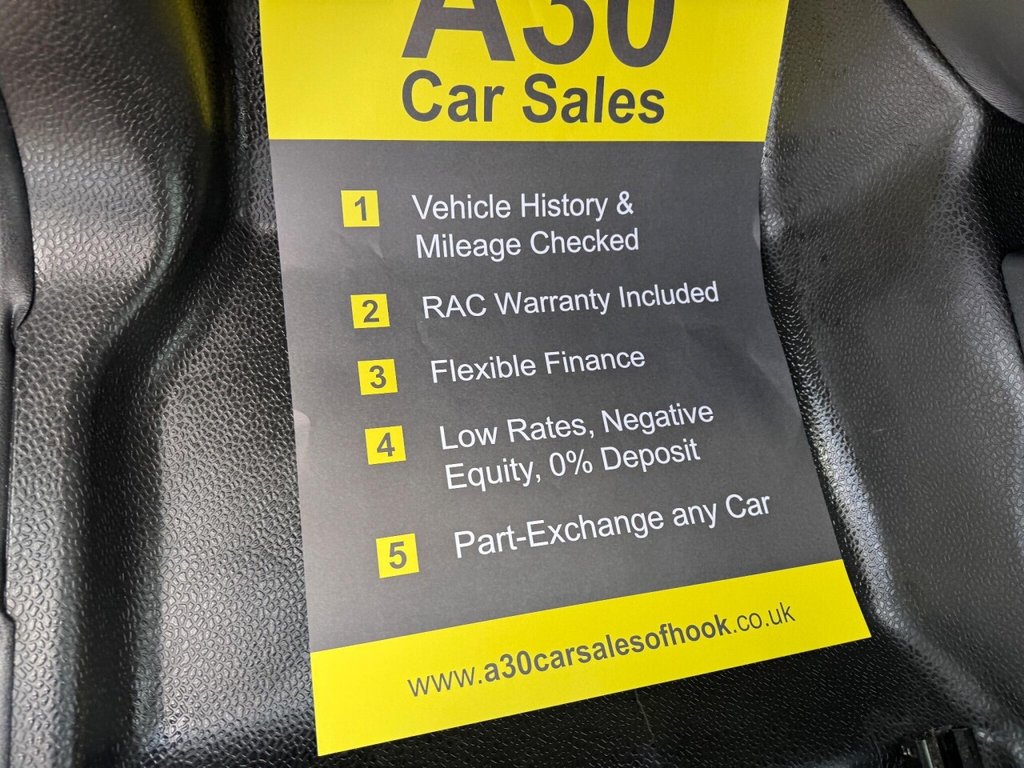 A30
Car Sales
1 Vehicle History &
Mileage Checked
2 RAC Warranty Included
3 Flexible Finance
4 Low Rates, Negative
Equity, 0% Deposit
5 Part-Exchange any Car
www.a30carsalesofhook.co.uk